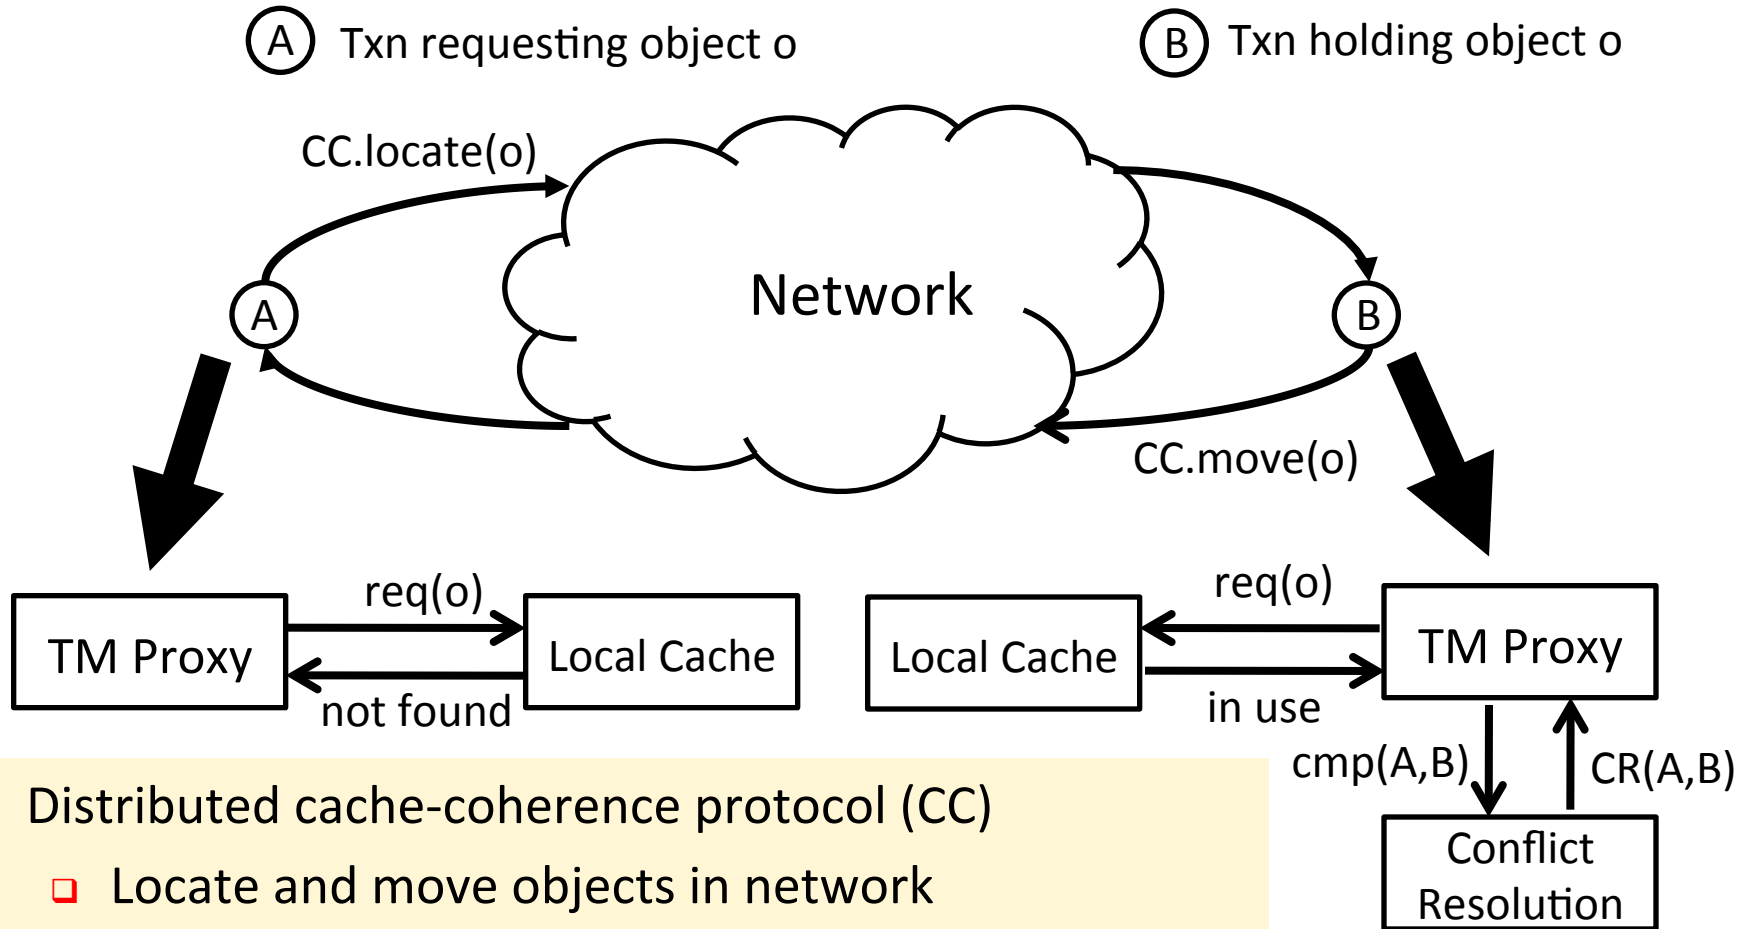 A Txn requesting object o
B Txn holding object o
CC.locate(o)
Network
A
B
CC.move(o)
req(o)
req(o)
TM Proxy
Local Cache
Local Cache
TM Proxy
not found
in use
cmp(A,B)
CR(A,B)
Distributed cache-coherence protocol (CC)
Locate and move objects in network
Conflict
Resolution